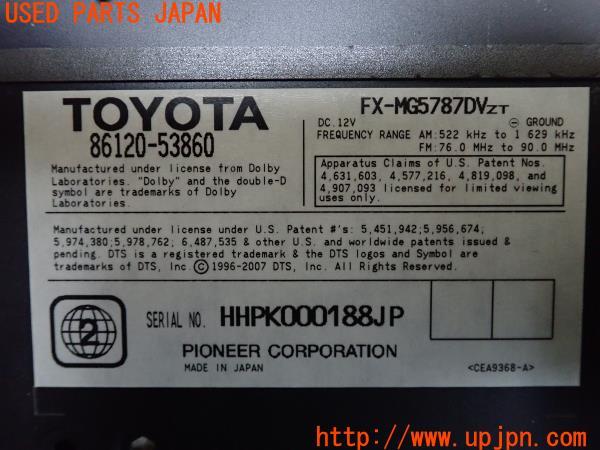 USED PARTS JAPAN
TOYOTA
86120-53860
FX-MG5787DVZT
DC.12V ⊖ GROUND
FREQUENCY RANGE AM:522 kHz to 1 629 kHz
FM:76.0 MHz to 90.0 MHz
Manufactured under license from Dolby
Laboratories. "Dolby" and the double-D
symbol are trademarks of Dolby
Laboratories.
Apparatus Claims of U.S. Patent Nos.
4,631,603, 4,577,216, 4,819,098, and
4,907,093 licensed for limited viewing
uses only.
Manufactured under license under U.S. Patent #'s: 5,451,942;5,956,674;
5,974,380;5,978,762; 6,487,535 & other U.S. and worldwide patents issued &
pending. DTS is a registered trademark and the DTS logos and Symbol are
trademarks of DTS, Inc ©1996-2007 DTS, Inc. All Rights Reserved.
2
SERIAL NO. HHPK000188JP
PIONEER CORPORATION
MADE IN JAPAN
<CEA9368-A>
UPJ http://www.upjpn.com